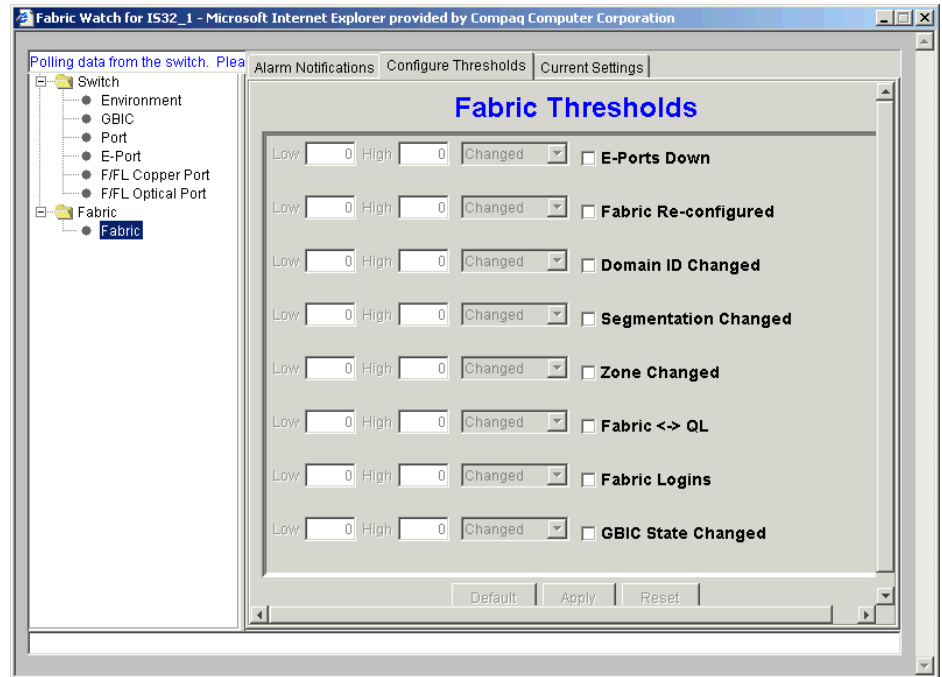 Fabric Watch for IS32_1 - Microsoft Internet Explorer provided by Compaq Computer Corporation
Polling data from the switch. Plea
Switch
Environment
GBIC
Port
E-Port
F/FL Copper Port
F/FL Optical Port
Fabric
Fabric
Alarm Notifications Configure Thresholds Current Settings
Fabric Thresholds
Low 0 High 0 Changed E-Ports Down
Low 0 High 0 Changed Fabric Re-configured
Low 0 High 0 Changed Domain ID Changed
Low 0 High 0 Changed Segmentation Changed
Low 0 High 0 Changed Zone Changed
Low 0 High 0 Changed Fabric <-> QL
Low 0 High 0 Changed Fabric Logins
Low 0 High 0 Changed GBIC State Changed
Default Apply Reset